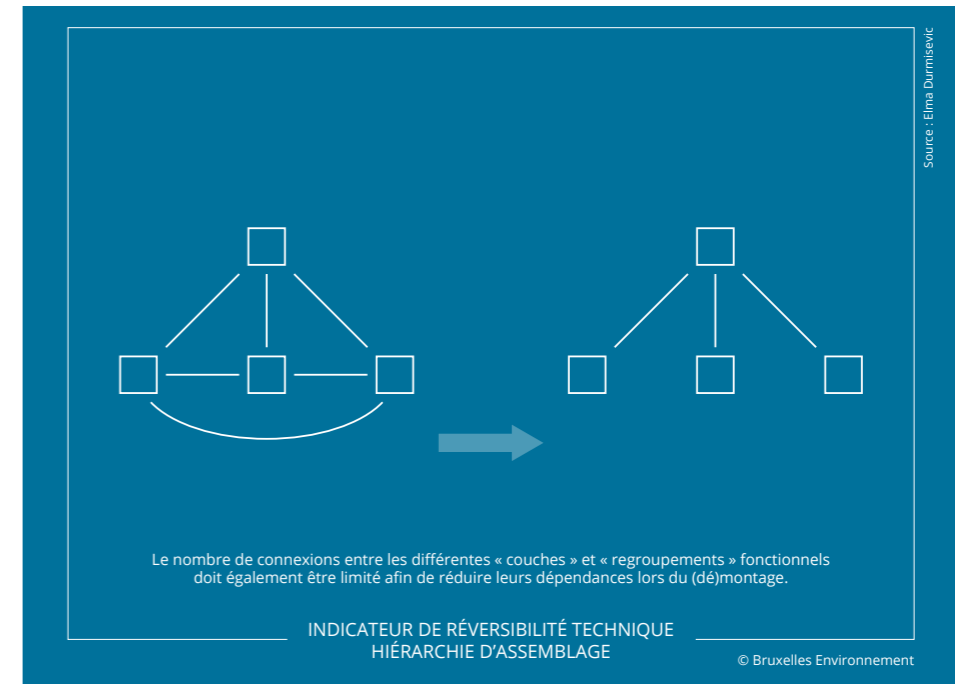 Source : Elma Durmisevic
Le nombre de connexions entre les différentes « couches » et « regroupements » fonctionnels
doit également être limité afin de réduire leurs dépendances lors du (dé)montage.
INDICATEUR DE RÉVERSIBILITÉ TECHNIQUE
HIÉRARCHIE D’ASSEMBLAGE
© Bruxelles Environnement